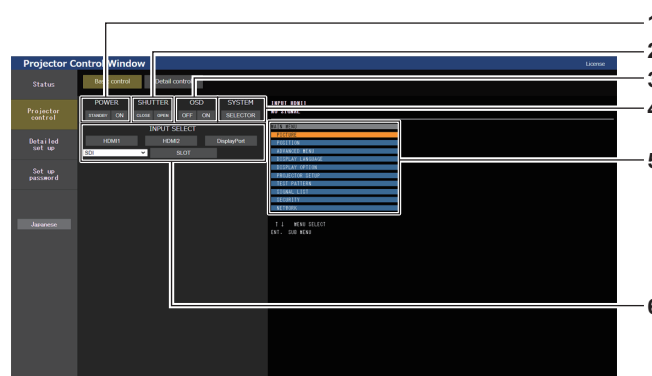 1
2
Projector Control Window
License
Status
Basic control
Detail control
3
POWER
SHUTTER
OSD
SYSTEM
4
STANDBY
ON
CLOSE
OPEN
OFF
ON
SELECTOR
INPUT HDMI1
NO SIGNAL
Projector
control
INPUT SELECT
HDMI1
HDMI2
DisplayPort
SDI
SLOT
MAIN MENU
PICTURE
POSITION
ADVANCED MENU
DISPLAY LANGUAGE
DISPLAY OPTION
PROJECTOR SETUP
TEST PATTERN
SIGNAL LIST
SECURITY
NETWORK
5
Detailed
set up
Set up
password
Japanese
↑↓ MENU SELECT
ENT. SUB MENU
6